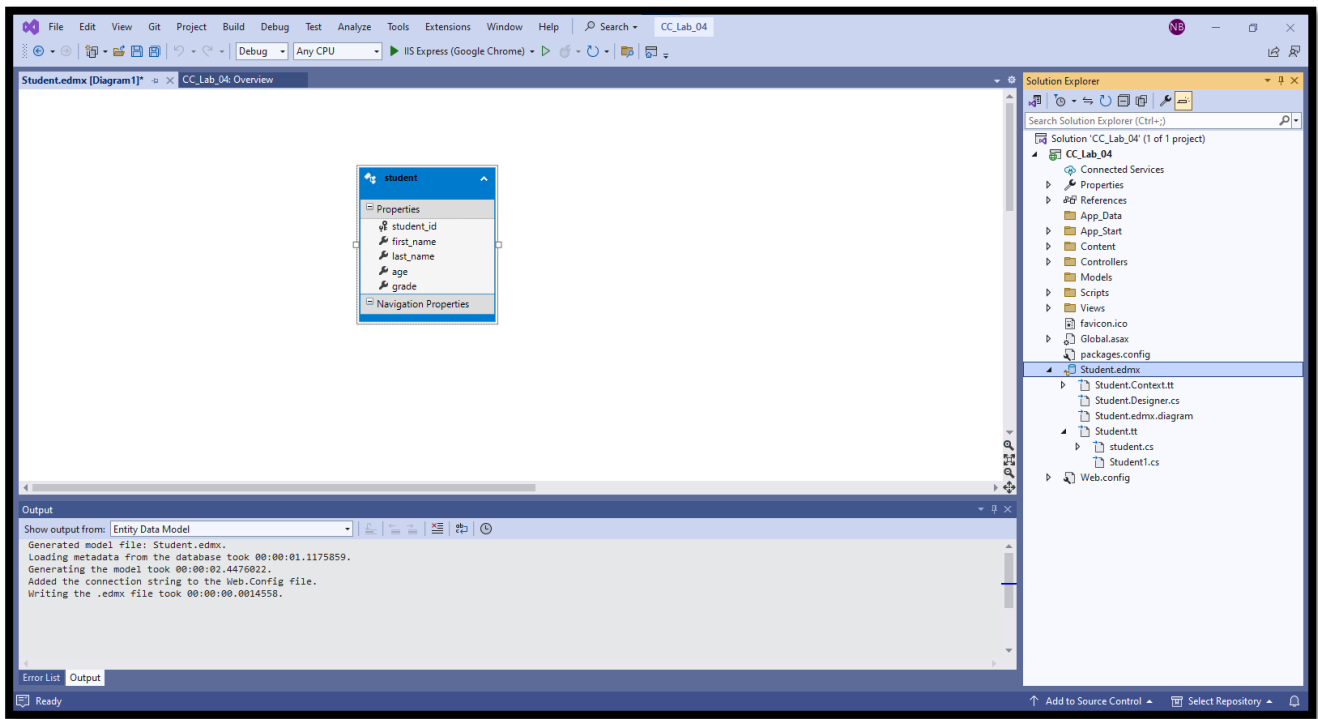 File Edit View Git Project Build Debug Test Analyze Tools Extensions Window Help Search CC_Lab_04 NB
Debug Any CPU IIS Express (Google Chrome)
Student.edmx [Diagram1]* CC_Lab_04: Overview
student
Properties
student_id
first_name
last_name
age
grade
Navigation Properties
Output
Show output from: Entity Data Model
Generated model file: Student.edmx.
Loading metadata from the database took 00:00:01.1175859.
Generating the model took 00:00:02.4476022.
Added the connection string to the Web.Config file.
Writing the .edmx file took 00:00:00.0014558.
Error List Output
Solution Explorer
Search Solution Explorer (Ctrl+;)
Solution 'CC_Lab_04' (1 of 1 project)
CC_Lab_04
Connected Services
Properties
References
App_Data
App_Start
Content
Controllers
Models
Scripts
Views
favicon.ico
Global.asax
packages.config
Student.edmx
Student.Context.tt
Student.Designer.cs
Student.edmx.diagram
Student.tt
student.cs
Student1.cs
Web.config
Ready Add to Source Control Select Repository